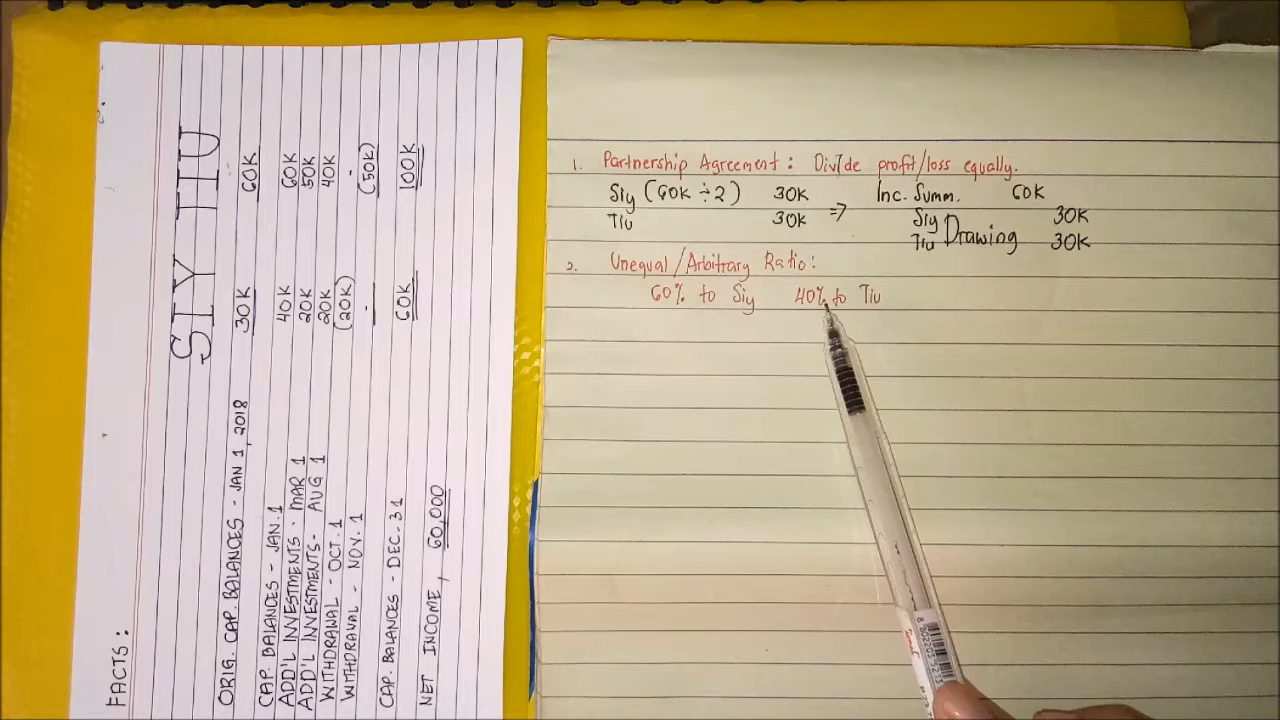 FACTS:
SIY TIU
ORIG. CAP. BALANCES - JAN 1, 2018 30K 60K
CAP. BALANCES - JAN. 1 40K 60K
ADD'L INVESTMENTS - MAR 1 20K 50K
ADD'L INVESTMENTS - AUG 1 20K 40K
WITHDRAWAL - OCT. 1 (20K) -
WITHDRAWAL - NOV. 1 - (50K)
CAP. BALANCES - DEC. 31 60K 100K
NET INCOME, 60,000
1. Partnership Agreement: Divide profit/loss equally.
Siy (60K ÷ 2) 30K ⇒ Inc. Summ. 60K
Tiu 30K Siy Drawing 30K
Tiu 30K
2. Unequal/Arbitrary Ratio:
60% to Siy 40% to Tiu